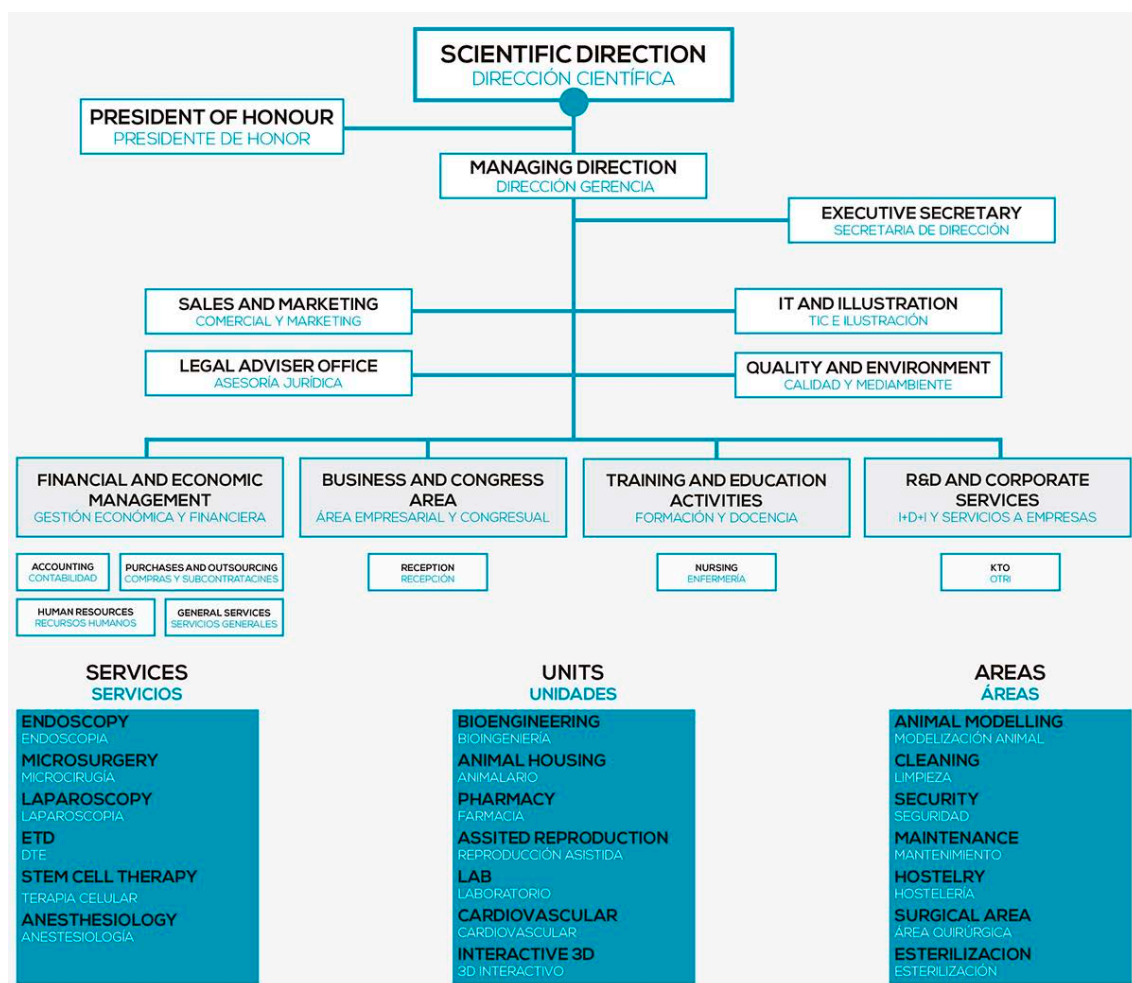 SCIENTIFIC DIRECTION
DIRECCIÓN CIENTÍFICA
PRESIDENT OF HONOUR
PRESIDENTE DE HONOR
MANAGING DIRECTION
DIRECCIÓN GERENCIA
EXECUTIVE SECRETARY
SECRETARIA DE DIRECCIÓN
SALES AND MARKETING
COMERCIAL Y MARKETING
IT AND ILLUSTRATION
TIC E ILUSTRACIÓN
LEGAL ADVISER OFFICE
ASESORÍA JURÍDICA
QUALITY AND ENVIRONMENT
CALIDAD Y MEDIAMBIENTE
FINANCIAL AND ECONOMIC
MANAGEMENT
GESTIÓN ECONÓMICA Y FINANCIERA
BUSINESS AND CONGRESS
AREA
ÁREA EMPRESARIAL Y CONGRESUAL
TRAINING AND EDUCATION
ACTIVITIES
FORMACIÓN Y DOCENCIA
R&D AND CORPORATE
SERVICES
I+D+I Y SERVICIOS A EMPRESAS
ACCOUNTING
CONTABILIDAD
PURCHASES AND OUTSOURCING
COMPRAS Y SUBCONTRATACINES
RECEPTION
RECEPCIÓN
NURSING
ENFERMERÍA
KTO
OTRI
HUMAN RESOURCES
RECURSOS HUMANOS
GENERAL SERVICES
SERVICIOS GENERALES
SERVICES
SERVICIOS
ENDOSCOPY
ENDOSCOPIA
MICROSURGERY
MICROCIRUGÍA
LAPAROSCOPY
LAPAROSCOPIA
ETD
DTE
STEM CELL THERAPY
TERAPIA CELULAR
ANESTHESIOLOGY
ANESTESIOLOGÍA
UNITS
UNIDADES
BIOENGINEERING
BIOINGENIERÍA
ANIMAL HOUSING
ANIMALARIO
PHARMACY
FARMACIA
ASSITED REPRODUCTION
REPRODUCCIÓN ASISTIDA
LAB
LABORATORIO
CARDIOVASCULAR
CARDIOVASCULAR
INTERACTIVE 3D
3D INTERACTIVO
AREAS
ÁREAS
ANIMAL MODELLING
MODELIZACIÓN ANIMAL
CLEANING
LIMPIEZA
SECURITY
SEGURIDAD
MAINTENANCE
MANTENIMIENTO
HOSTELRY
HOSTELERÍA
SURGICAL AREA
ÁREA QUIRÚRGICA
ESTERILIZACION
ESTERILIZACIÓN